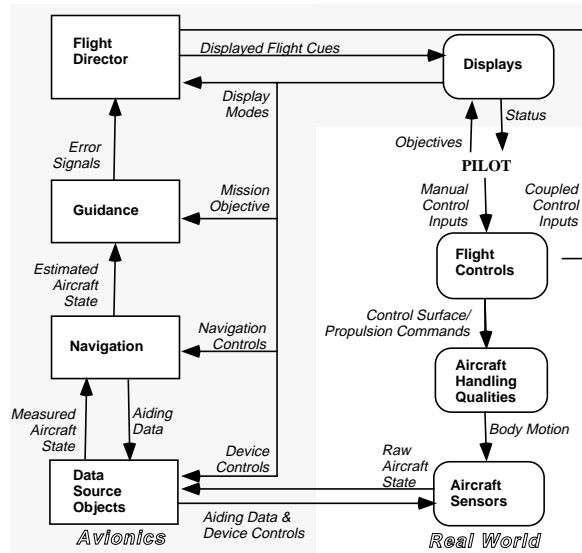 Flight
Director
Displayed Flight Cues
Displays
Display
Modes
Status
Objectives
PILOT
Error
Signals
Guidance
Mission
Objective
Manual
Control
Inputs
Coupled
Control
Inputs
Flight
Controls
Estimated
Aircraft
State
Control Surface/
Propulsion Commands
Navigation
Navigation
Controls
Aircraft
Handling
Qualities
Measured
Aircraft
State
Aiding
Data
Body Motion
Device
Controls
Raw
Aircraft
State
Data
Source
Objects
Aircraft
Sensors
Aiding Data &
Device Controls
Avionics
Real World